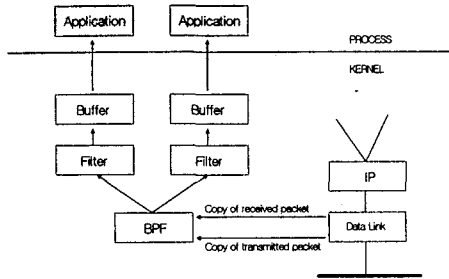 Application
Application
PROCESS
KERNEL
Buffer
Buffer
Filter
Filter
IP
Copy of received packet
BPF
Data Link
Copy of transmitted packet